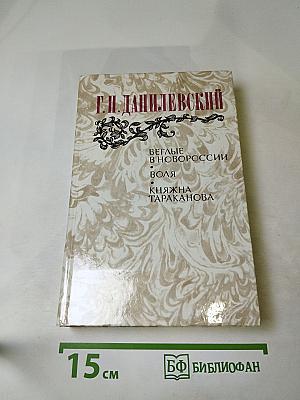 Г.П. ДАНИЛЕВСКИЙ
БЕГЛЫЕ
В НОВОРОССИИ
•
ВОЛЯ
•
КНЯЖНА
ТАРАКАНОВА
15 см
БФ БИБЛИОФАН